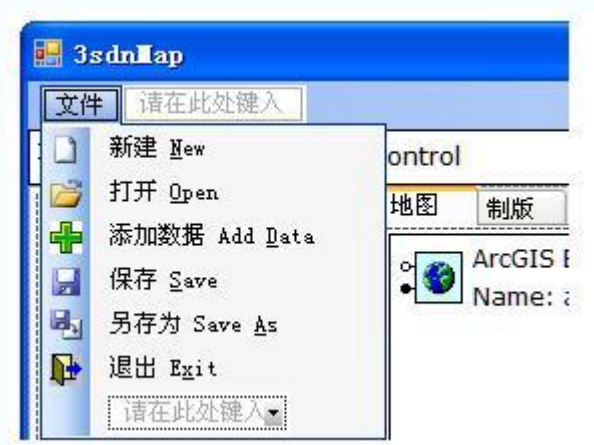 3sdnMap
文件 请在此处键入
新建 New
ontrol
打开 Open
地图 制版
添加数据 Add Data
ArcGIS
保存 Save
Name:
另存为 Save As
退出 Exit
请在此处键入